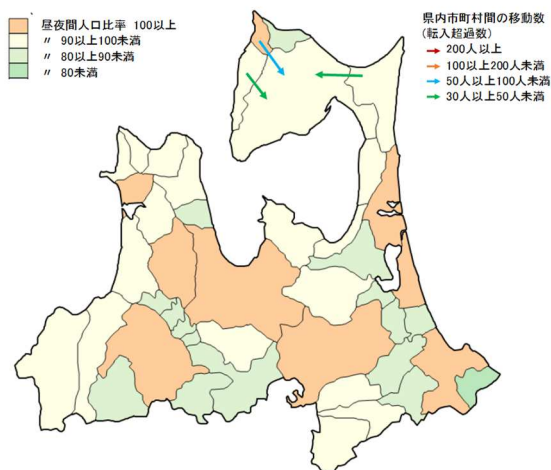 昼夜間人口比率 100以上
〃 90以上100未満
〃 80以上90未満
〃 80未満
県内市町村間の移動数
(転入超過数)
200人以上
100以上200人未満
50人以上100人未満
30人以上50人未満